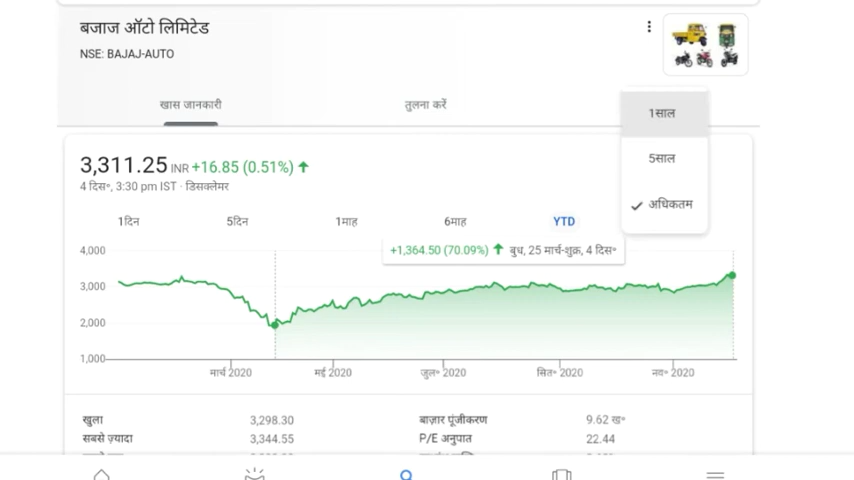 बजाज ऑटो लिमिटेड
NSE: BAJAJ-AUTO
खास जानकारी
तुलना करें
1साल
5साल
अधिकतम
3,311.25 INR +16.85 (0.51%)
4 दिस॰, 3:30 pm IST · डिसक्लेमर
1दिन 5दिन 1माह 6माह YTD
+1,364.50 (70.09%) बुध, 25 मार्च-शुक्र, 4 दिस॰
4,000
3,000
2,000
1,000
मार्च 2020 मई 2020 जुल॰ 2020 सित॰ 2020 नव॰ 2020
खुला 3,298.30 बाज़ार पूंजीकरण 9.62 ख॰
सबसे ज़्यादा 3,344.55 P/E अनुपात 22.44